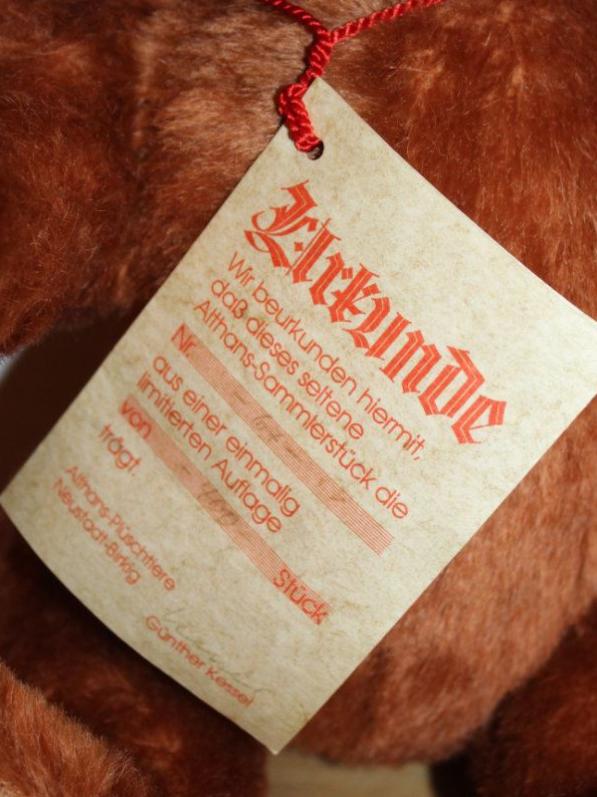 Urkunde
Wir beurkunden hiermit,
daß dieses seltene
Althans-Sammlerstück die
Nr.
aus einer einmalig
limitierten Auflage
von Stück
trägt.
Althans-Plüschtiere
Neustadt-Birkig
Günther Kessel